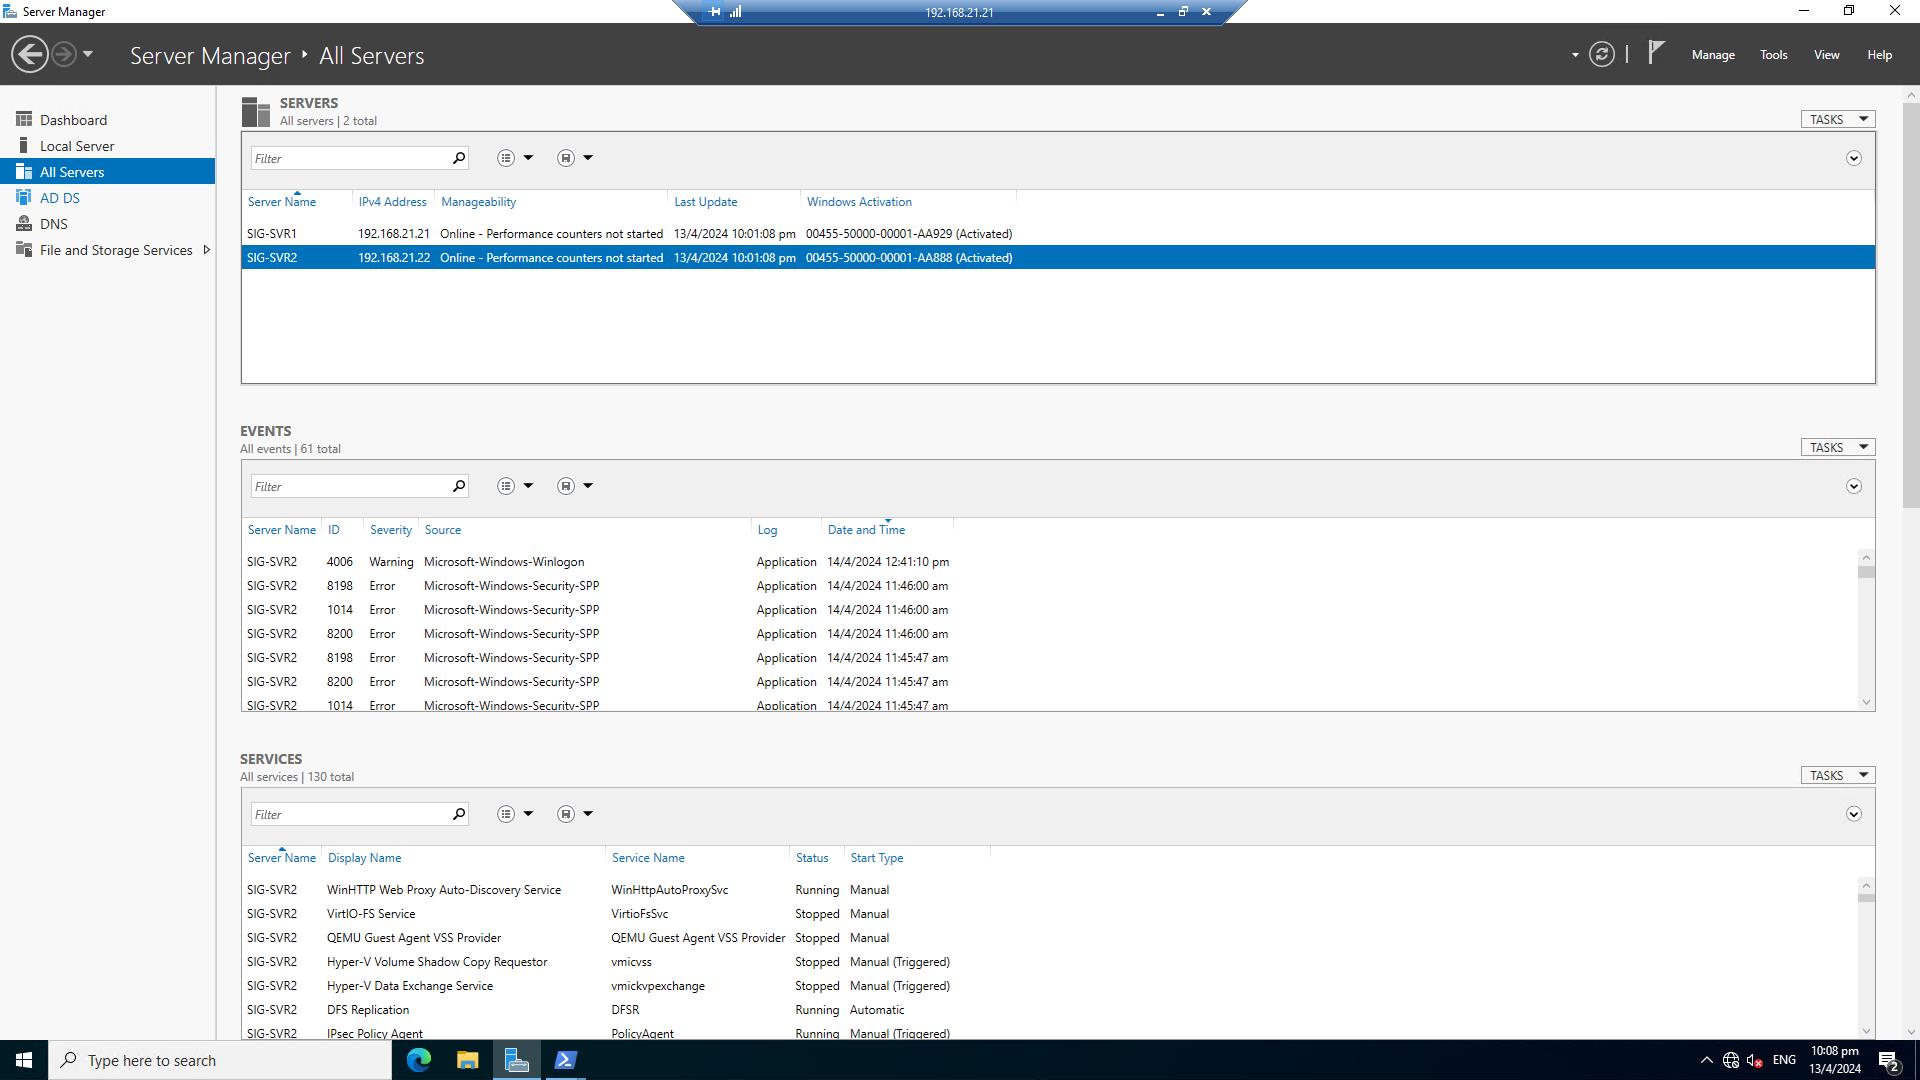 Server Manager
192.168.21.21
Server Manager ‣ All Servers
Manage Tools View Help
Dashboard
Local Server
All Servers
AD DS
DNS
File and Storage Services
SERVERS
All servers | 2 total
TASKS
Filter
Server Name IPv4 Address Manageability Last Update Windows Activation
SIG-SVR1 192.168.21.21 Online - Performance counters not started 13/4/2024 10:01:08 pm 00455-50000-00001-AA929 (Activated)
SIG-SVR2 192.168.21.22 Online - Performance counters not started 13/4/2024 10:01:08 pm 00455-50000-00001-AA888 (Activated)
EVENTS
All events | 61 total
TASKS
Filter
Server Name ID Severity Source Log Date and Time
SIG-SVR2 4006 Warning Microsoft-Windows-Winlogon Application 14/4/2024 12:41:10 pm
SIG-SVR2 8198 Error Microsoft-Windows-Security-SPP Application 14/4/2024 11:46:00 am
SIG-SVR2 1014 Error Microsoft-Windows-Security-SPP Application 14/4/2024 11:46:00 am
SIG-SVR2 8200 Error Microsoft-Windows-Security-SPP Application 14/4/2024 11:46:00 am
SIG-SVR2 8198 Error Microsoft-Windows-Security-SPP Application 14/4/2024 11:45:47 am
SIG-SVR2 8200 Error Microsoft-Windows-Security-SPP Application 14/4/2024 11:45:47 am
SIG-SVR2 1014 Error Microsoft-Windows-Security-SPP Application 14/4/2024 11:45:47 am
SERVICES
All services | 130 total
TASKS
Filter
Server Name Display Name Service Name Status Start Type
SIG-SVR2 WinHTTP Web Proxy Auto-Discovery Service WinHttpAutoProxySvc Running Manual
SIG-SVR2 VirtIO-FS Service VirtioFsSvc Stopped Manual
SIG-SVR2 QEMU Guest Agent VSS Provider QEMU Guest Agent VSS Provider Stopped Manual
SIG-SVR2 Hyper-V Volume Shadow Copy Requestor vmicvss Stopped Manual (Triggered)
SIG-SVR2 Hyper-V Data Exchange Service vmickvpexchange Stopped Manual (Triggered)
SIG-SVR2 DFS Replication DFSR Running Automatic
SIG-SVR2 IPsec Policy Agent PolicyAgent Running Manual (Triggered)
Type here to search
ENG
10:08 pm
13/4/2024
2